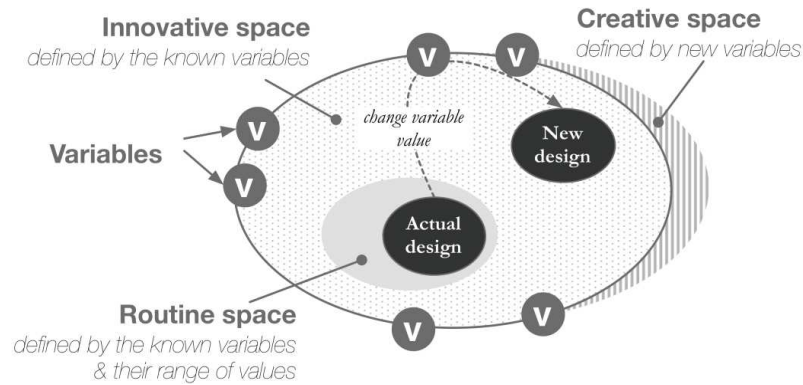 Innovative space
defined by the known variables
Creative space
defined by new variables
V
V
V
V
V
V
Variables
change variable
value
New
design
Actual
design
Routine space
defined by the known variables
& their range of values